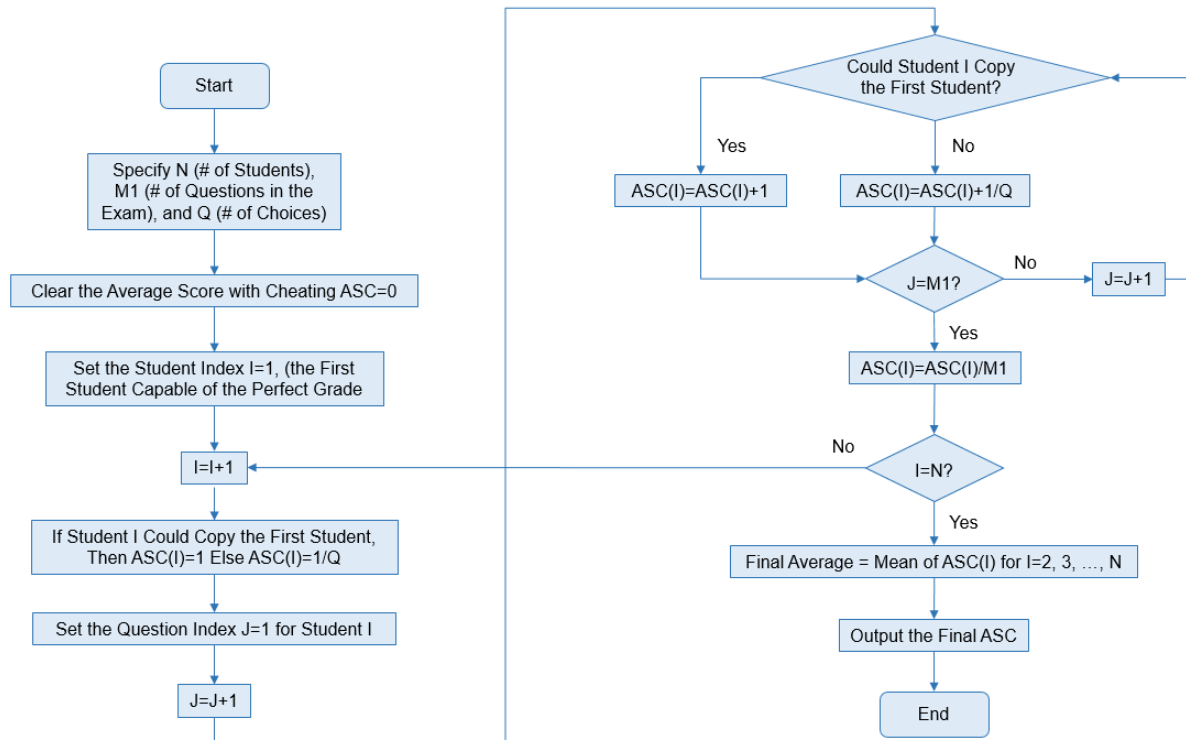 Start
Specify N (# of Students),
M1 (# of Questions in the
Exam), and Q (# of Choices)
Clear the Average Score with Cheating ASC=0
Set the Student Index I=1, (the First
Student Capable of the Perfect Grade
I=I+1
If Student I Could Copy the First Student,
Then ASC(I)=1 Else ASC(I)=1/Q
Set the Question Index J=1 for Student I
J=J+1
Could Student I Copy
the First Student?
Yes
No
ASC(I)=ASC(I)+1
ASC(I)=ASC(I)+1/Q
J=M1?
No
J=J+1
Yes
ASC(I)=ASC(I)/M1
I=N?
No
Yes
Final Average = Mean of ASC(I) for I=2, 3, …, N
Output the Final ASC
End